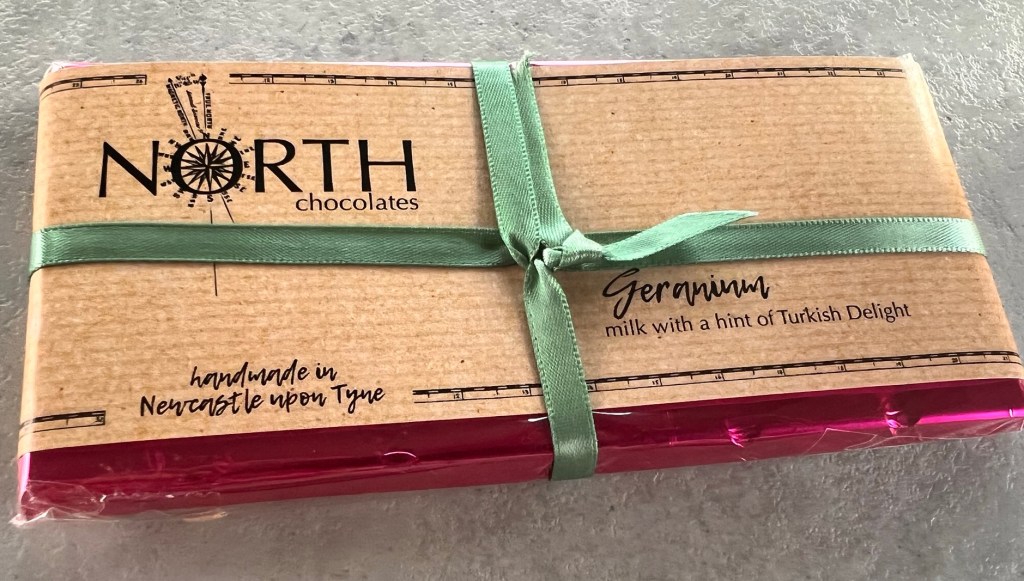 NORTH
chocolates
Geranium
milk with a hint of Turkish Delight
handmade in
Newcastle upon Tyne